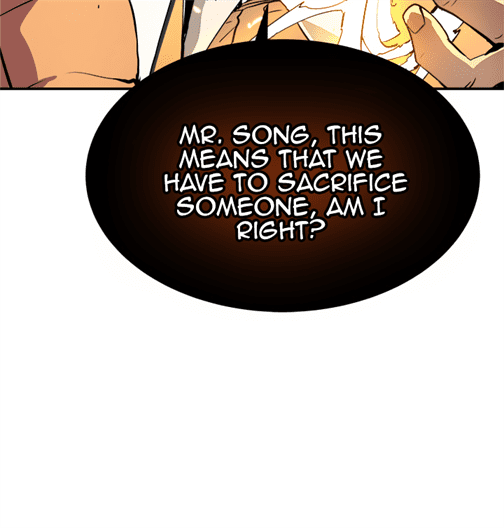 MR. SONG, THIS
MEANS THAT WE
HAVE TO SACRIFICE
SOMEONE, AM I
RIGHT?